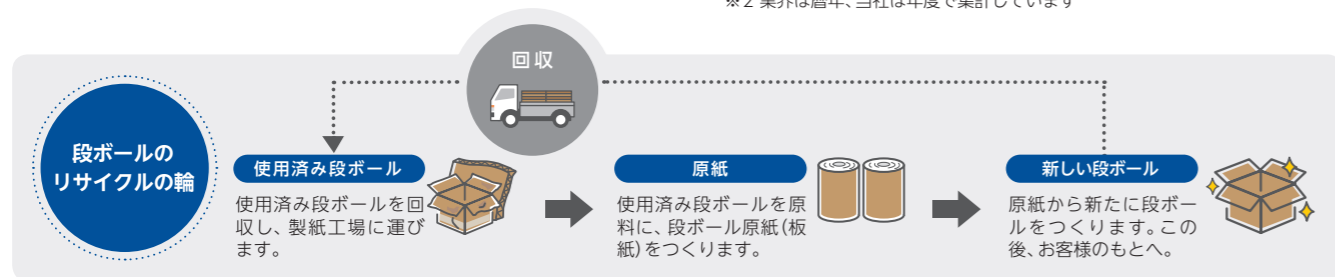 ※2 業界は暦年、当社は年度で集計しています
回収
段ボールの
リサイクルの輪
使用済み段ボール
使用済み段ボールを回
収し、製紙工場に運び
ます。
原紙
使用済み段ボールを原
料に、段ボール原紙(板
紙)をつくります。
新しい段ボール
原紙から新たに段ボー
ルをつくります。この
後、お客様のもとへ。